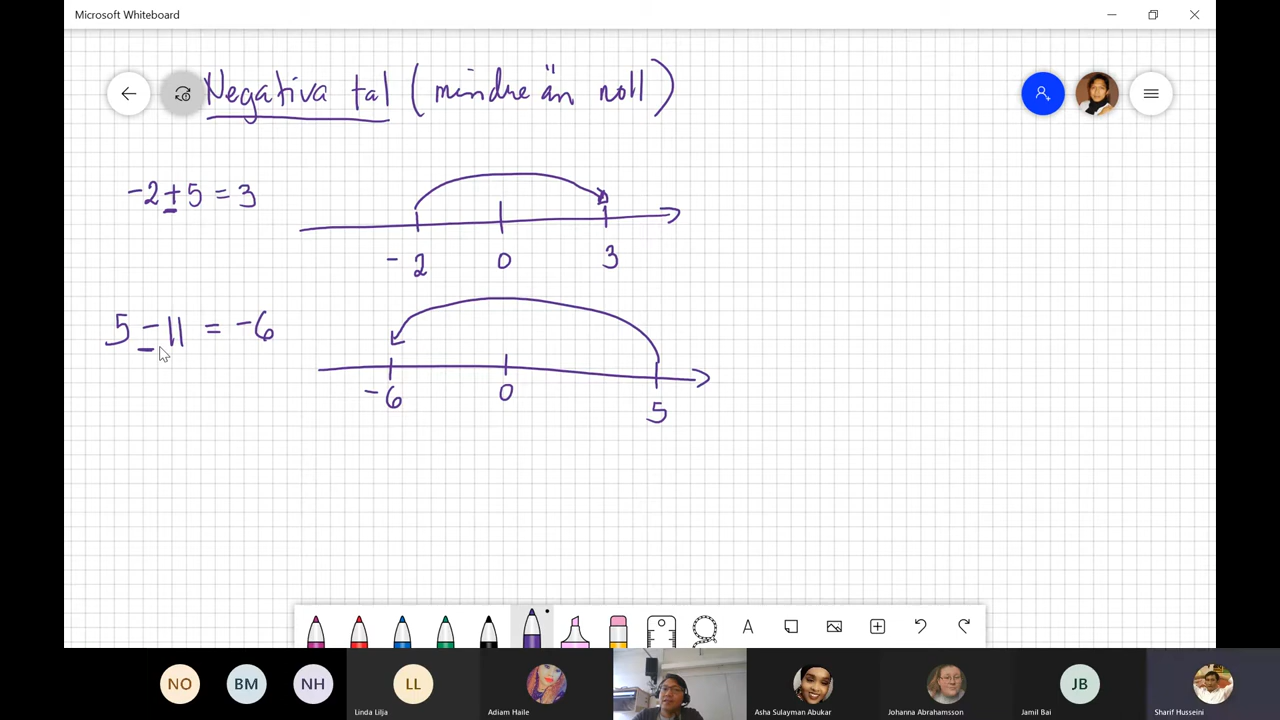 Microsoft Whiteboard
Negativa tal (mindre än noll)
-2+5=3
-2 0 3
5-11=-6
-6 0 5
A
NO BM NH LL JB
Linda Lilja Adiam Haile Asha Sulayman Abukar Johanna Abrahamsson Jamil Bai Sharif Husseini